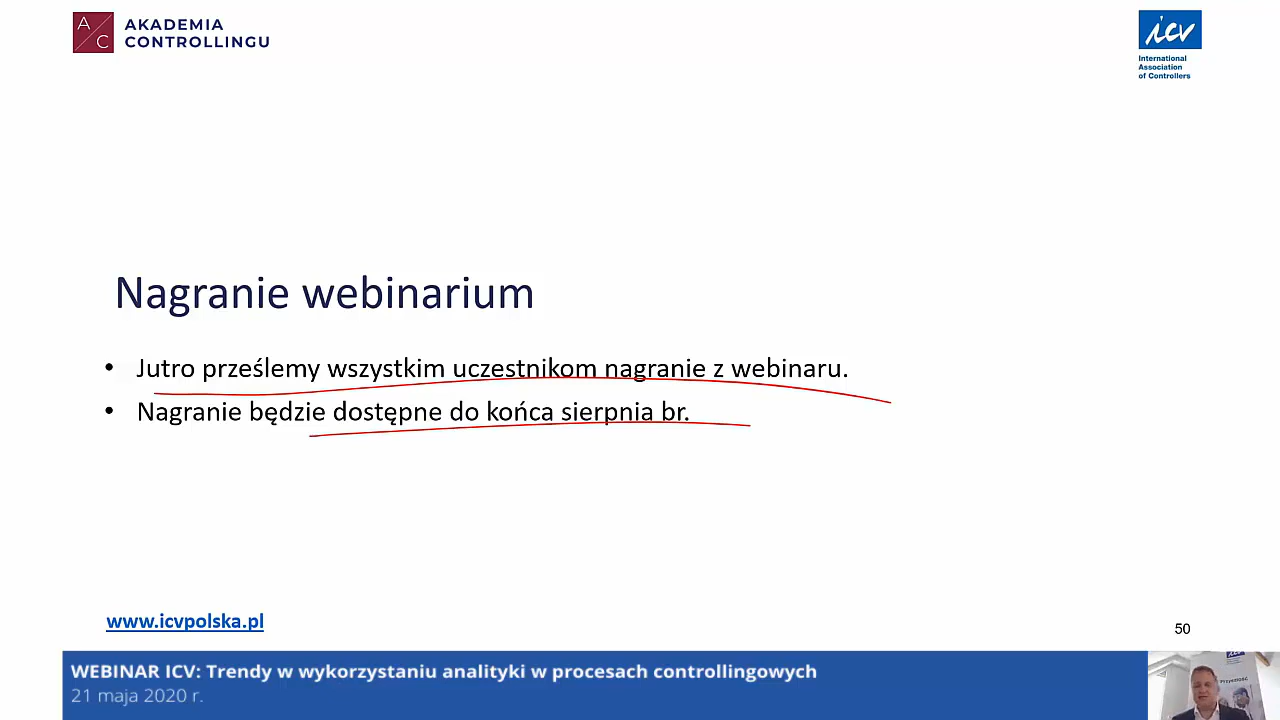 AKADEMIA
CONTROLLINGU
icv
International
Association
of Controllers
Nagranie webinarium
• Jutro prześlemy wszystkim uczestnikom nagranie z webinaru.
• Nagranie będzie dostępne do końca sierpnia br.
www.icvpolska.pl
50
WEBINAR ICV: Trendy w wykorzystaniu analityki w procesach controllingowych
21 maja 2020 r.